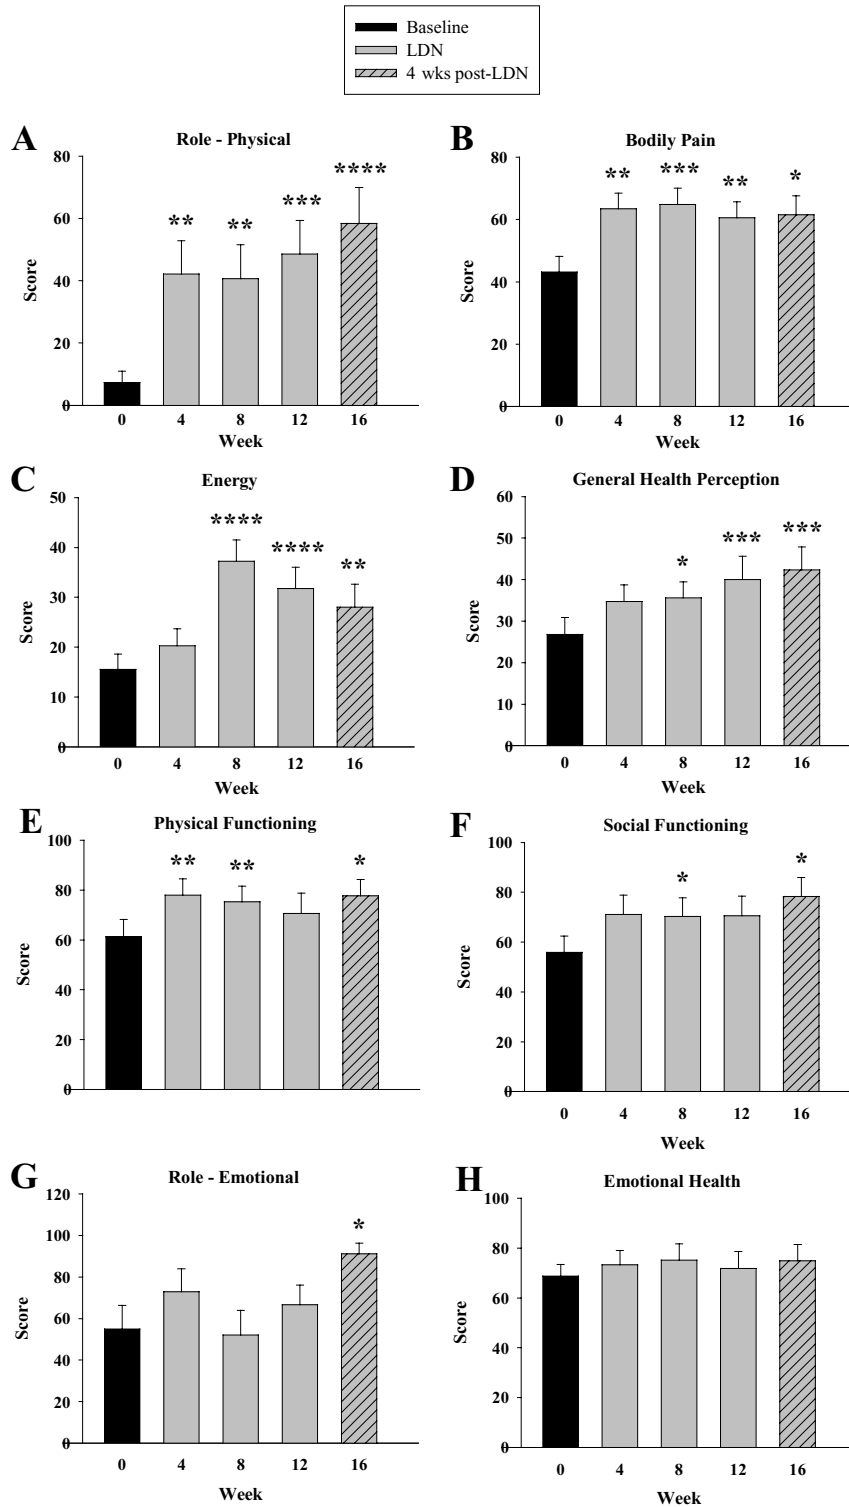 Baseline
LDN
4 wks post-LDN
A
Role - Physical
80
60
40
20
0
Score
**
**
***
****
0 4 8 12 16
Week
B
Bodily Pain
80
60
40
20
0
Score
**
***
**
*
0 4 8 12 16
Week
C
Energy
50
40
30
20
10
0
Score
****
****
**
0 4 8 12 16
Week
D
General Health Perception
60
50
40
30
20
10
0
Score
*
***
***
0 4 8 12 16
Week
E
Physical Functioning
100
80
60
40
20
0
Score
**
**
*
F
Social Functioning
100
80
60
40
20
0
Score
*
*
0 4 8 12 16
Week
G
Role - Emotional
120
100
80
60
40
20
0
Score
*
0 4 8 12 16
Week
H
Emotional Health
100
80
60
40
20
0
Score
0 4 8 12 16
Week